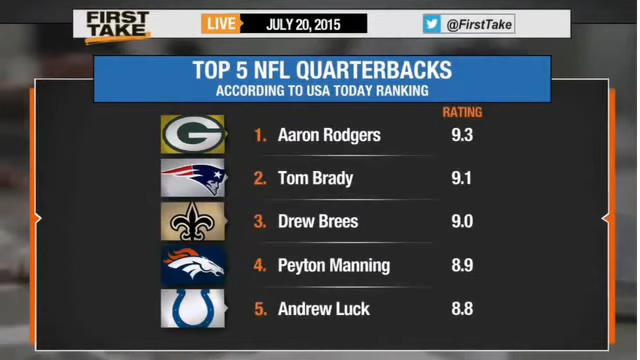 FIRST TAKE
LIVE JULY 20, 2015 @FirstTake
TOP 5 NFL QUARTERBACKS
ACCORDING TO USA TODAY RANKING
RATING
G 1. Aaron Rodgers 9.3
2. Tom Brady 9.1
3. Drew Brees 9.0
4. Peyton Manning 8.9
5. Andrew Luck 8.8